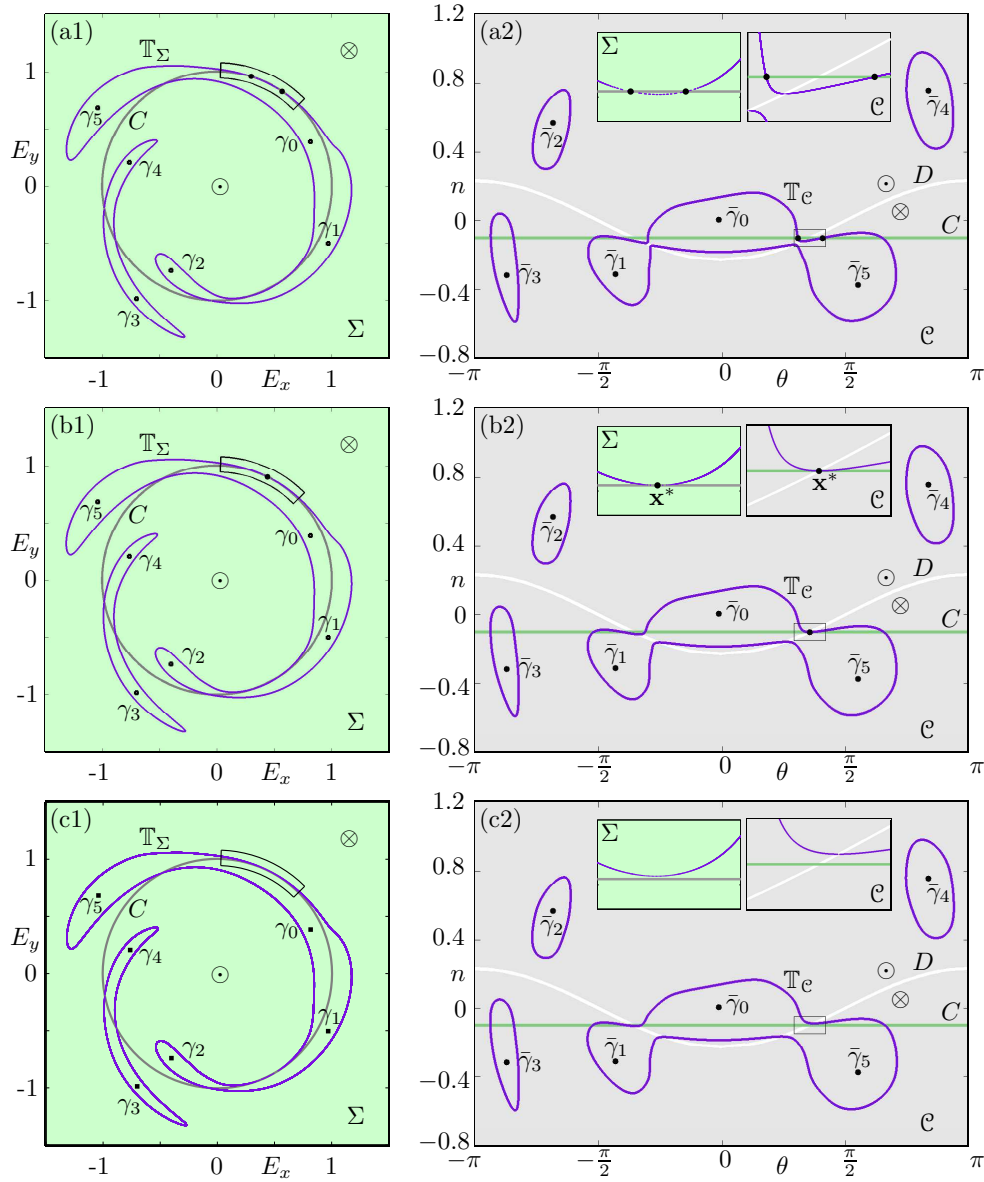 (a1)
𝕋_Σ
⊗
1
γ₅
C
γ₀
E_y
γ₄
0
⊙
γ₁
γ₂
-1
γ₃
Σ
-1
0
E_x
1
(a2)
1.2
Σ
𝒞
0.8
γ̄₄
γ̄₂
0.4
n
⊙
D
𝕋_𝒞
⊗
0
γ̄₀
C
γ̄₁
γ̄₃
γ̄₅
−0.4
𝒞
−0.8
−π
−π/2
0
θ
π/2
π
(b1)
𝕋_Σ
⊗
1
γ₅
C
γ₀
E_y
γ₄
0
⊙
γ₁
γ₂
-1
γ₃
Σ
-1
0
E_x
1
(b2)
1.2
Σ
x*
x*
𝒞
0.8
γ̄₄
γ̄₂
0.4
n
⊙
D
𝕋_𝒞
⊗
0
γ̄₀
C
γ̄₁
γ̄₃
γ̄₅
−0.4
𝒞
−0.8
−π
−π/2
0
θ
π/2
π
(c1)
𝕋_Σ
⊗
1
γ₅
C
γ₀
E_y
γ₄
0
⊙
γ₁
γ₂
-1
γ₃
Σ
-1
0
E_x
1
(c2)
1.2
Σ
𝒞
0.8
γ̄₄
γ̄₂
0.4
n
⊙
D
𝕋_𝒞
⊗
0
γ̄₀
C
γ̄₁
γ̄₃
γ̄₅
−0.4
𝒞
−0.8
−π
−π/2
0
θ
π/2
π